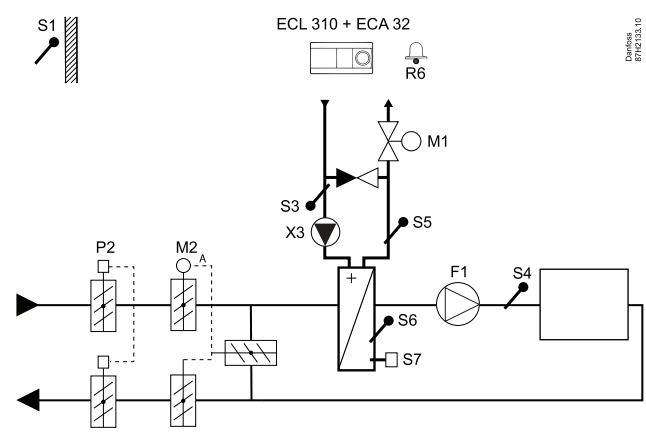 S1
ECL 310 + ECA 32
R6
Danfoss
87H2133.10
M1
S3
X3
S5
P2
M2
A
F1
S4
+
S6
S7